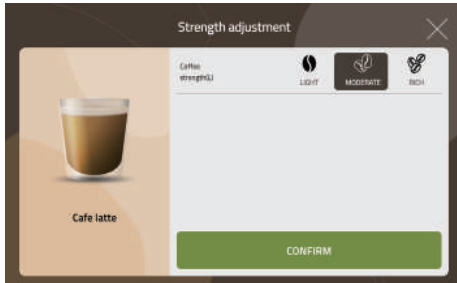 Strength adjustment
Coffee
strength(L)
LIGHT
MODERATE
RICH
Cafe latte
CONFIRM